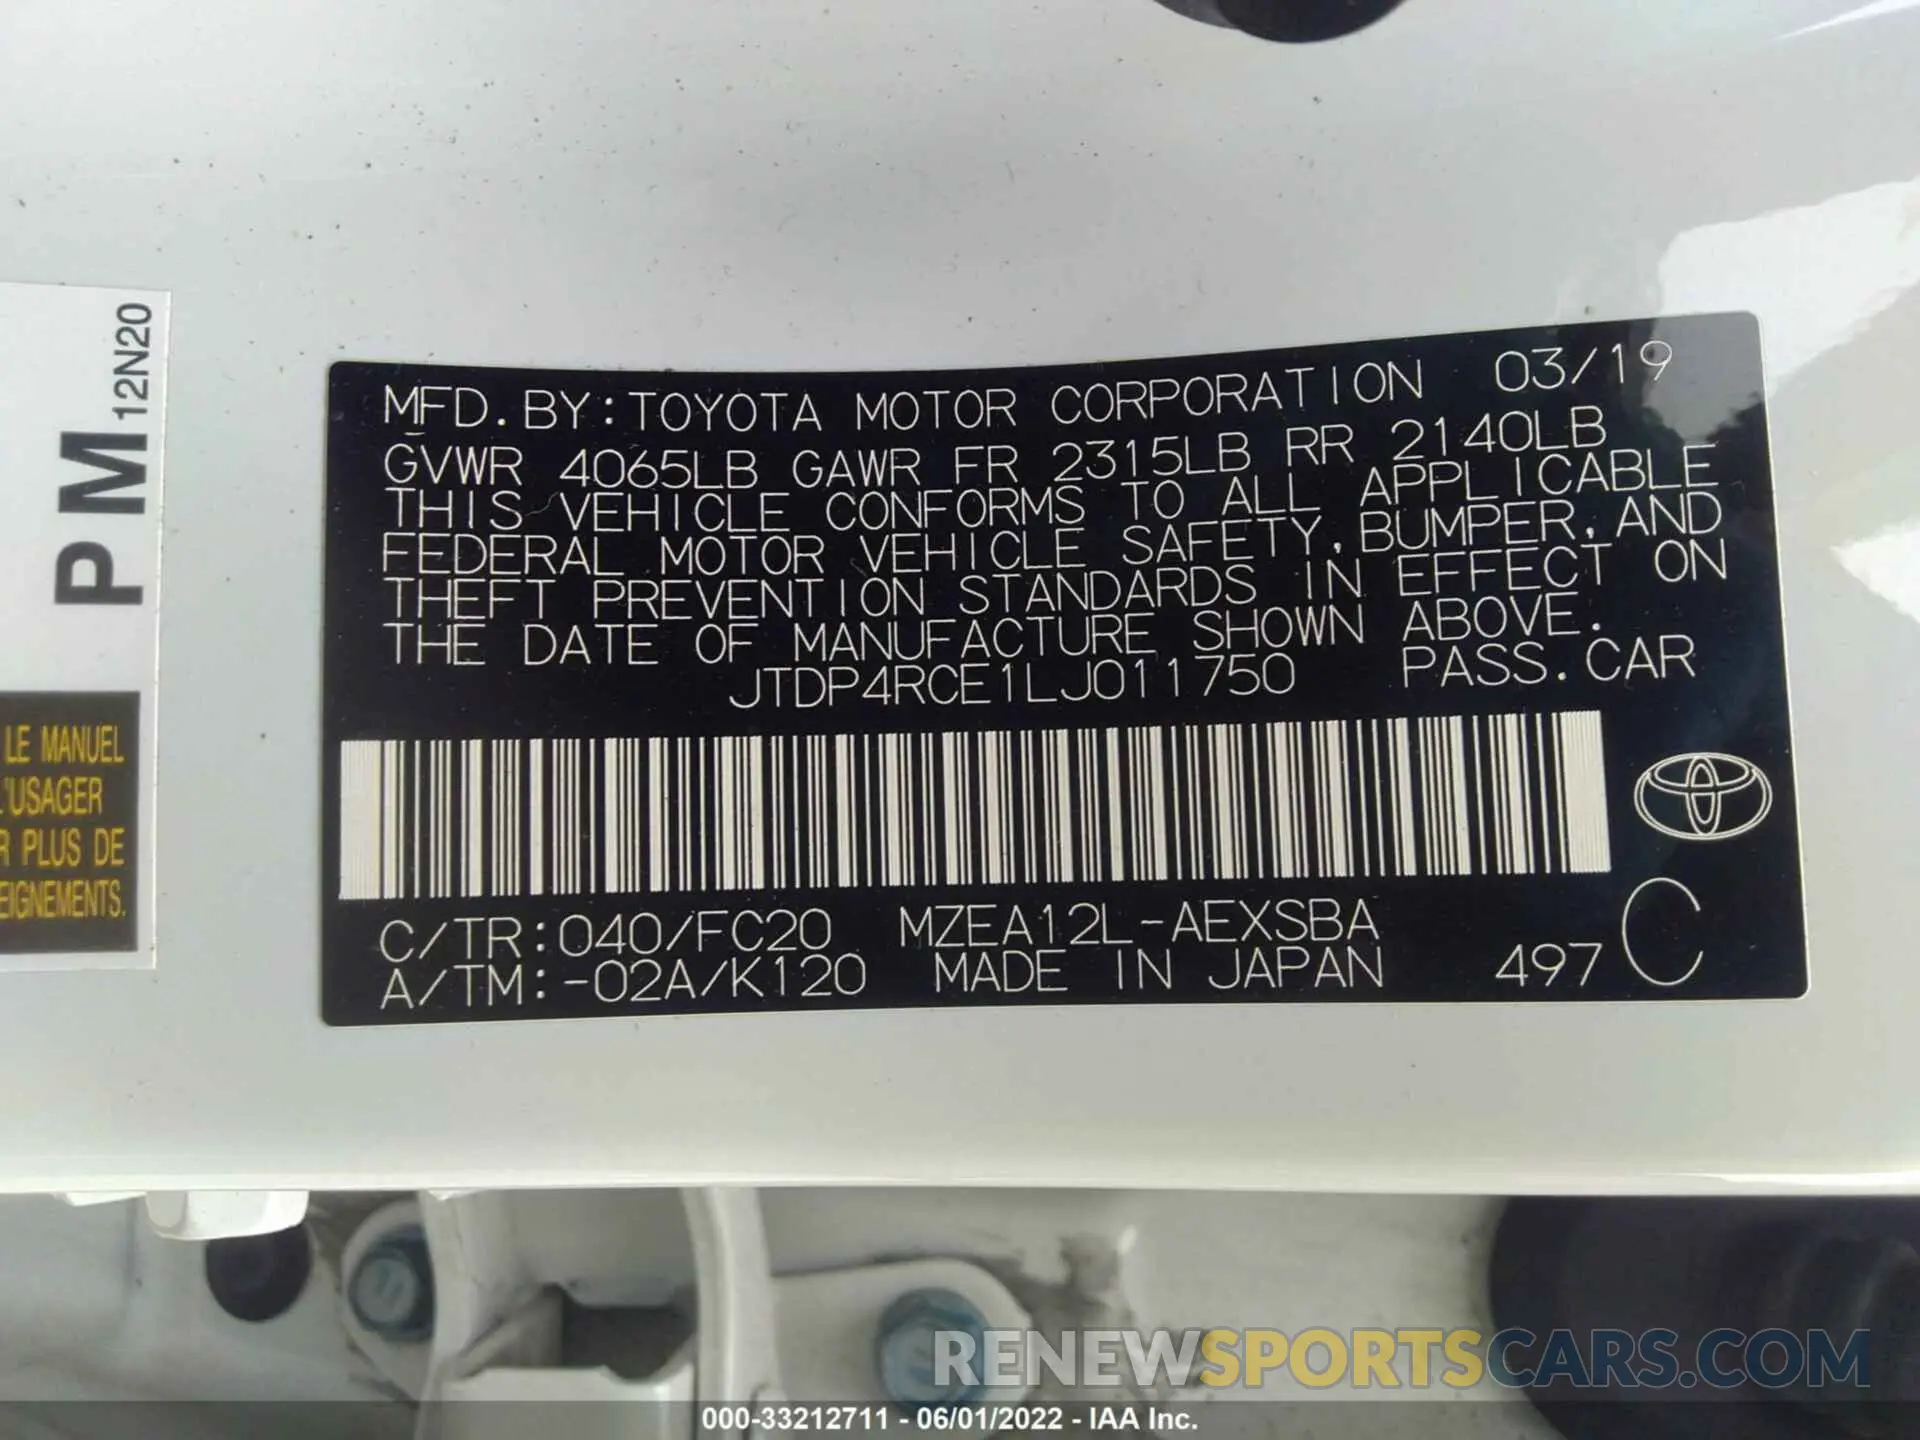 PM 12N20
LE MANUEL
L'USAGER
R PLUS DE
EIGNEMENTS.
MFD. BY: TOYOTA MOTOR CORPORATION 03/19
GVWR 4065LB GAWR FR 2315LB RR 2140LB
THIS VEHICLE CONFORMS TO ALL APPLICABLE
FEDERAL MOTOR VEHICLE SAFETY, BUMPER, AND
THEFT PREVENTION STANDARDS IN EFFECT ON
THE DATE OF MANUFACTURE SHOWN ABOVE.
JTDP4RCE1LJ011750 PASS. CAR
C/TR: 040/FC20 MZEA12L-AEXSBA
A/TM: -02A/K120 MADE IN JAPAN 497 C
RENEWSPORTSCARS.COM
000-33212711 - 06/01/2022 - IAA Inc.